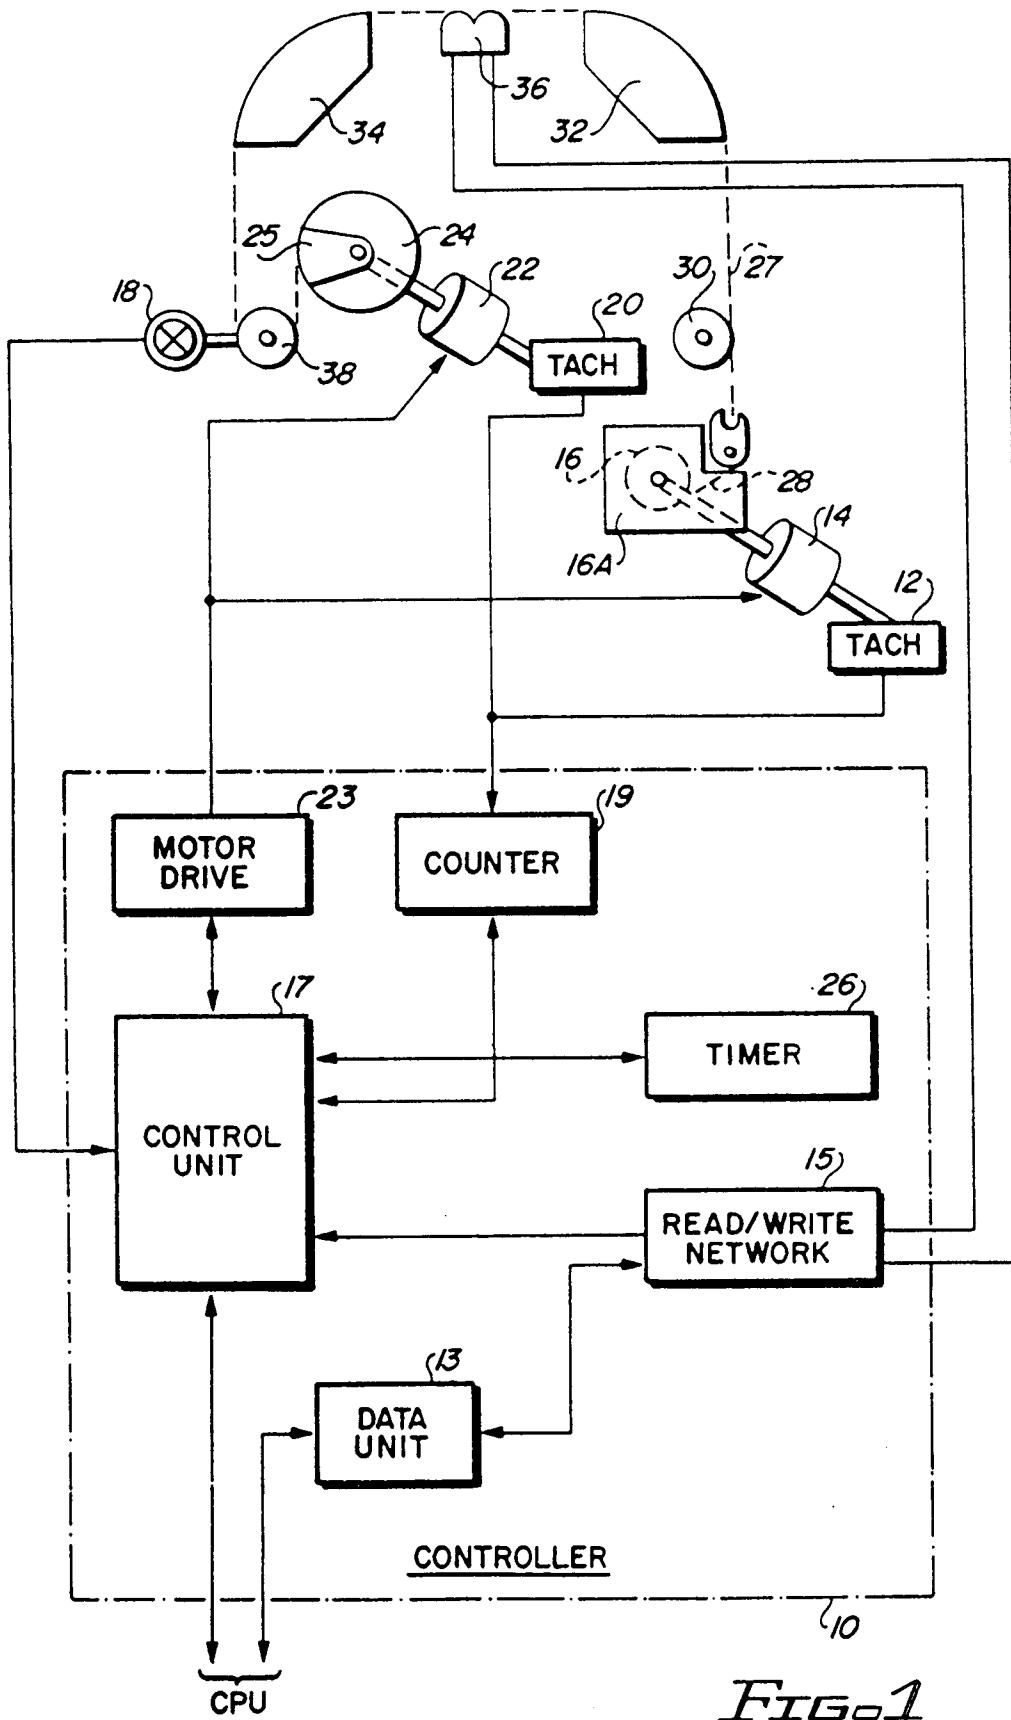 36
34
32
25
24
22
30
27
18
20
38
TACH
16
28
14
16A
12
TACH
23
19
MOTOR
DRIVE
COUNTER
17
26
TIMER
CONTROL
UNIT
15
READ/WRITE
NETWORK
13
DATA
UNIT
CONTROLLER
10
CPU
FIG. 1